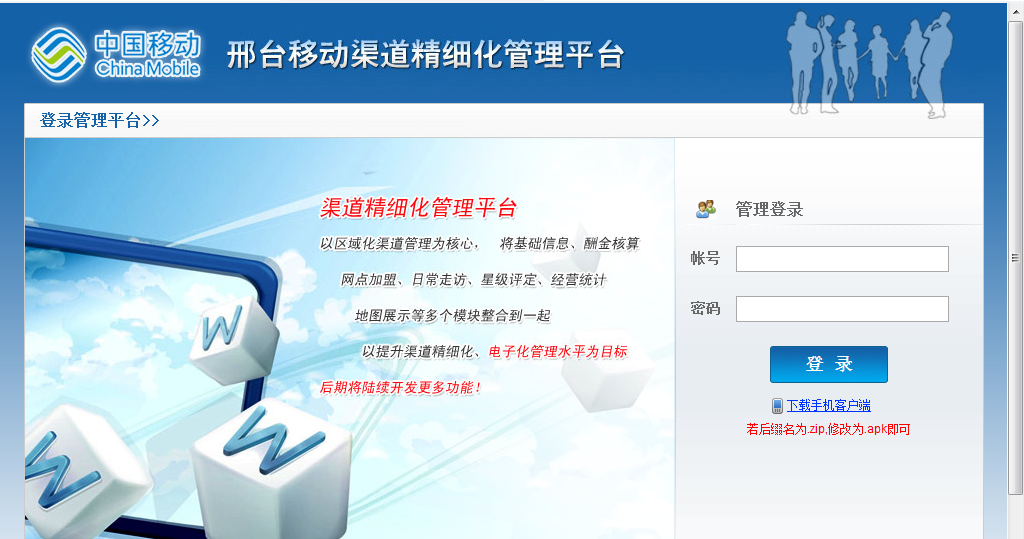 中国移动
China Mobile
邢台移动渠道精细化管理平台
登录管理平台>>
渠道精细化管理平台
以区域化渠道管理为核心， 将基础信息、酬金核算
网点加盟、日常走访、星级评定、经营统计
地图展示等多个模块整合到一起
以提升渠道精细化、电子化管理水平为目标
后期将陆续开发更多功能！
W
W
W
管理登录
帐号
密码
登 录
下载手机客户端
若后缀名为.zip,修改为.apk即可